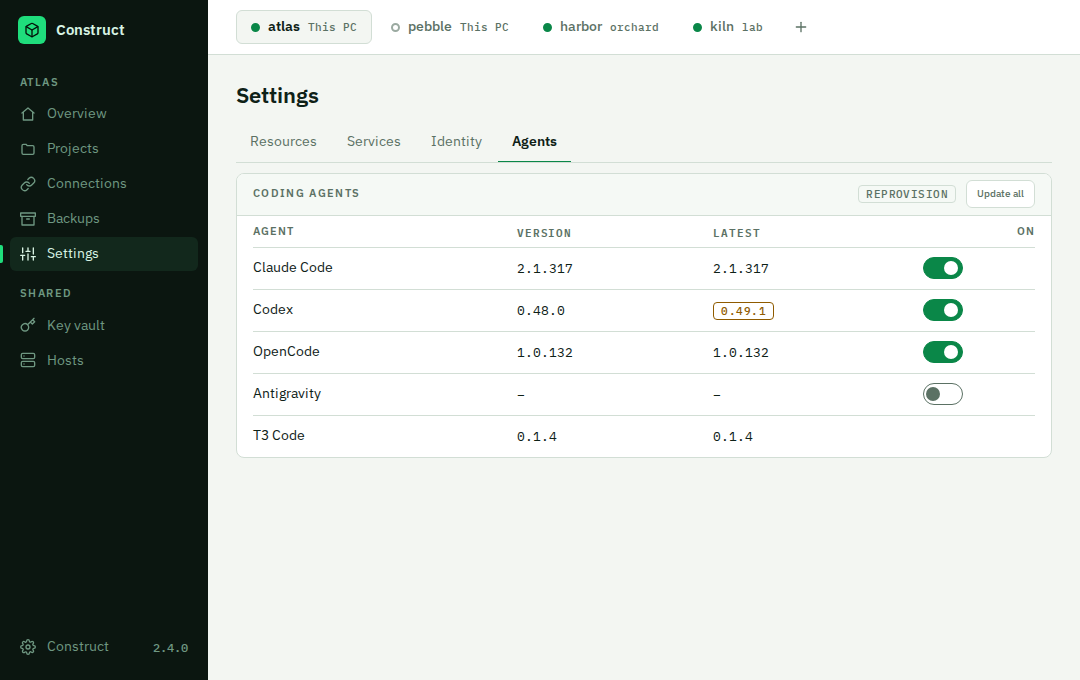 Construct
atlas This PC
pebble This PC
harbor orchard
kiln lab
ATLAS
Overview
Projects
Connections
Backups
Settings
SHARED
Key vault
Hosts
Construct 2.4.0
Settings
Resources Services Identity Agents
CODING AGENTS REPROVISION Update all
AGENT VERSION LATEST ON
Claude Code 2.1.317 2.1.317
Codex 0.48.0 0.49.1
OpenCode 1.0.132 1.0.132
Antigravity – –
T3 Code 0.1.4 0.1.4